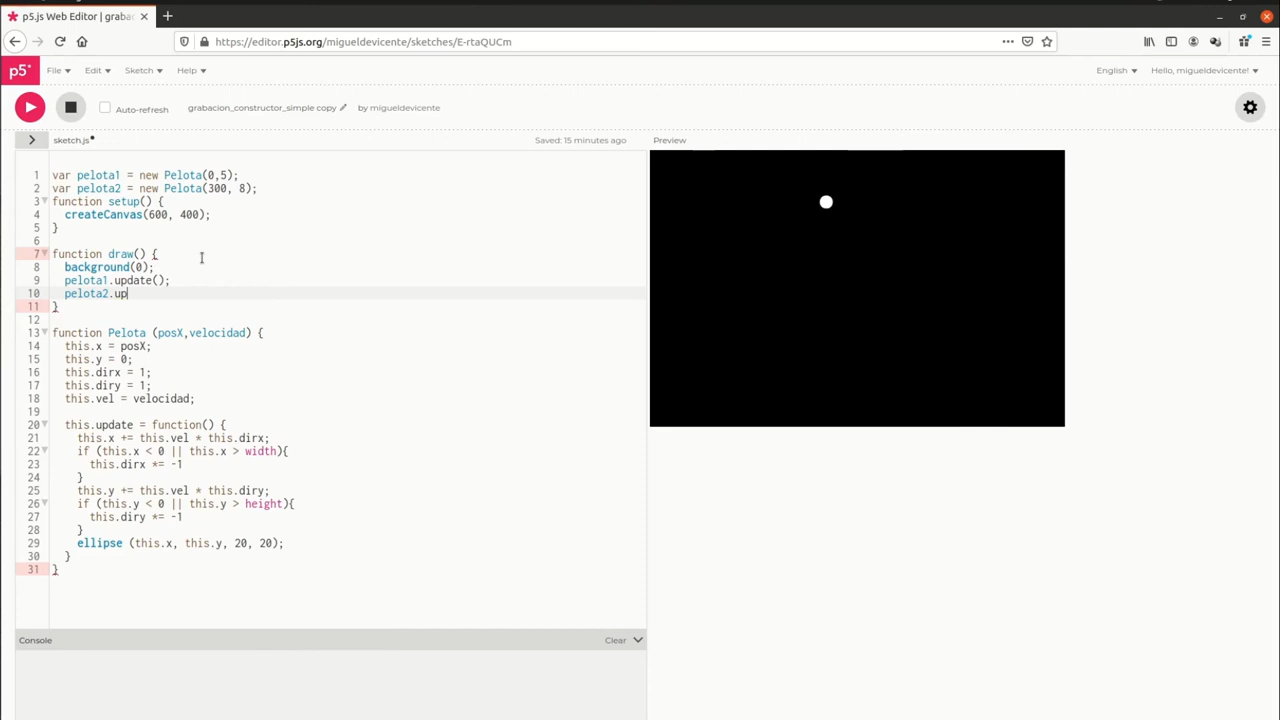 p5.js Web Editor | graba
https://editor.p5js.org/migueldevicente/sketches/E-rtaQUCm
p5* File Edit Sketch Help English Hello, migueldevicente!
Auto-refresh grabacion_constructor_simple copy by migueldevicente
sketch.js• Saved: 15 minutes ago Preview
1 var pelota1 = new Pelota(0,5);
2 var pelota2 = new Pelota(300, 8);
3 function setup() {
4 createCanvas(600, 400);
5 }
6
7 function draw() {
8 background(0);
9 pelota1.update();
10 pelota2.up
11 }
12
13 function Pelota (posX,velocidad) {
14 this.x = posX;
15 this.y = 0;
16 this.dirx = 1;
17 this.diry = 1;
18 this.vel = velocidad;
19
20 this.update = function() {
21 this.x += this.vel * this.dirx;
22 if (this.x < 0 || this.x > width){
23 this.dirx *= -1
24 }
25 this.y += this.vel * this.diry;
26 if (this.y < 0 || this.y > height){
27 this.diry *= -1
28 }
29 ellipse (this.x, this.y, 20, 20);
30 }
31 }
Console Clear